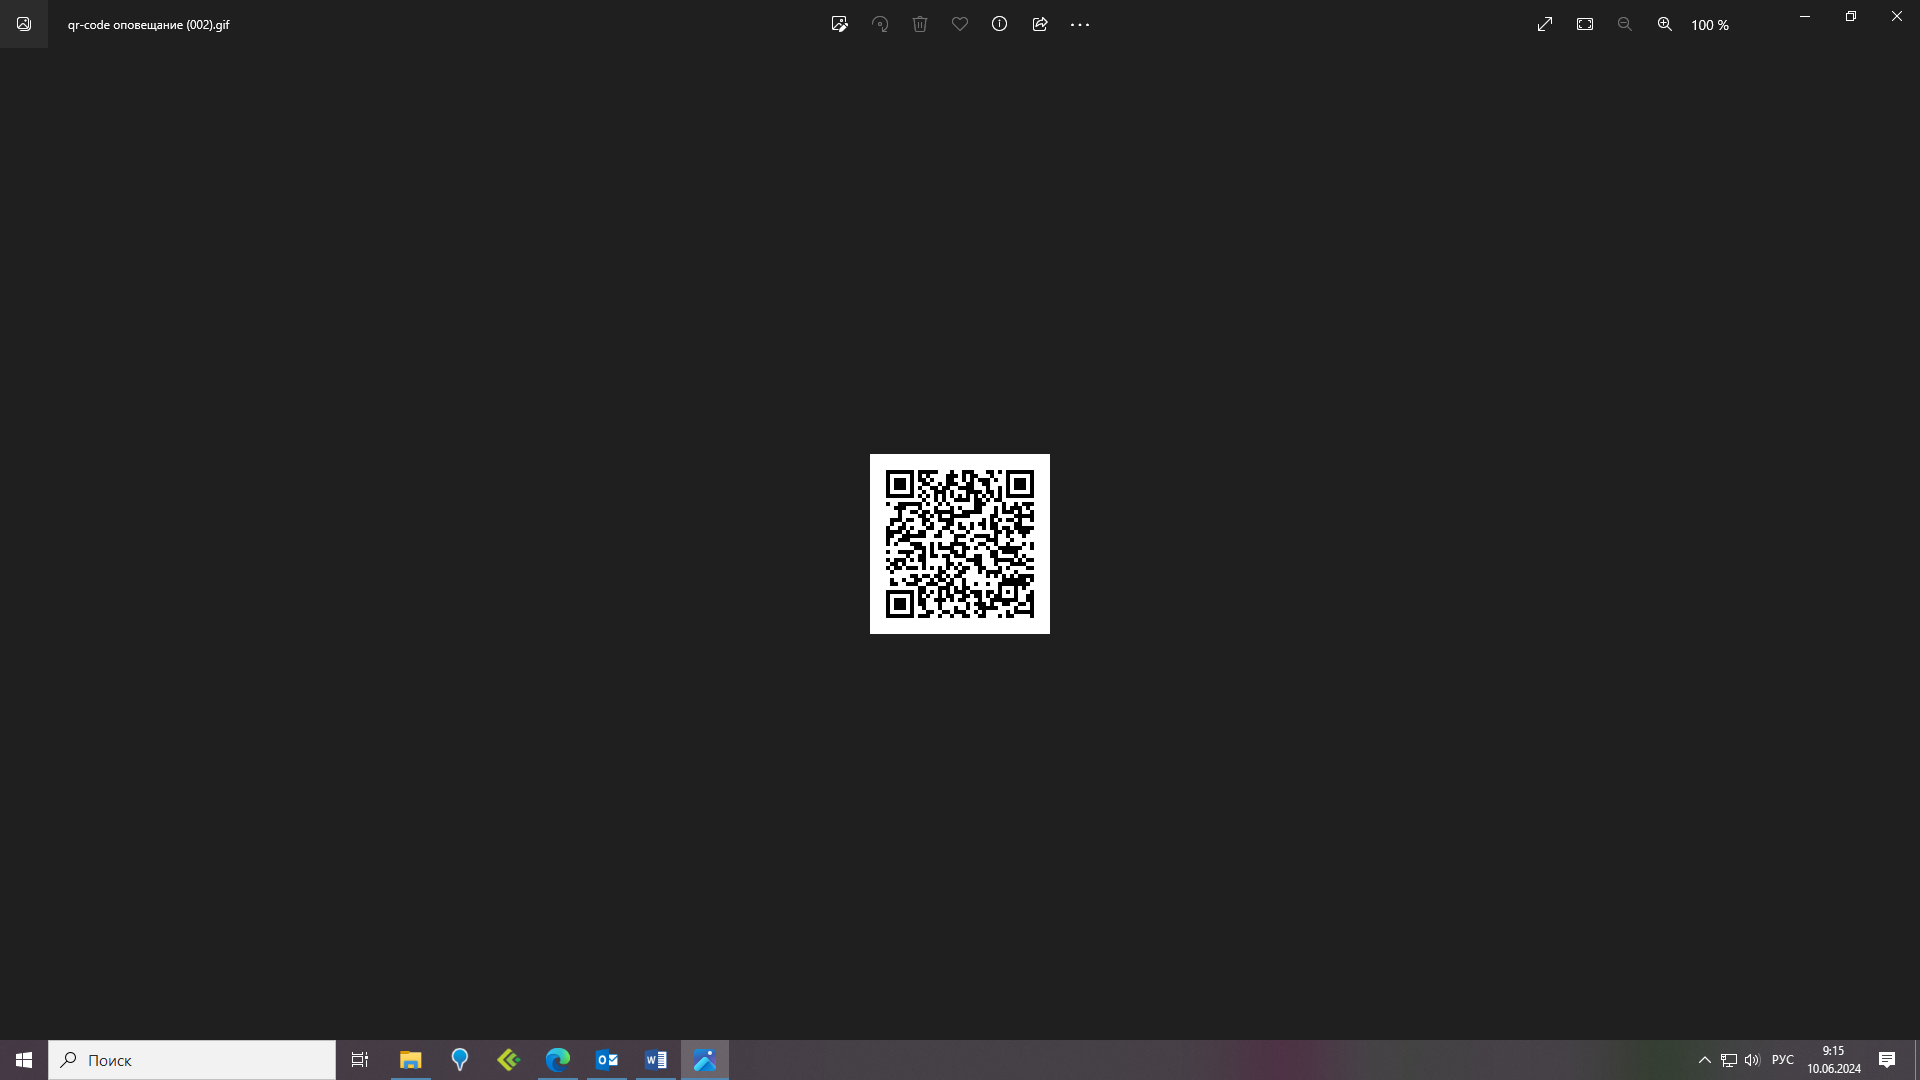 qr-code оповещание (002).gif
100 %
Поиск
РУС
9:15
10.06.2024